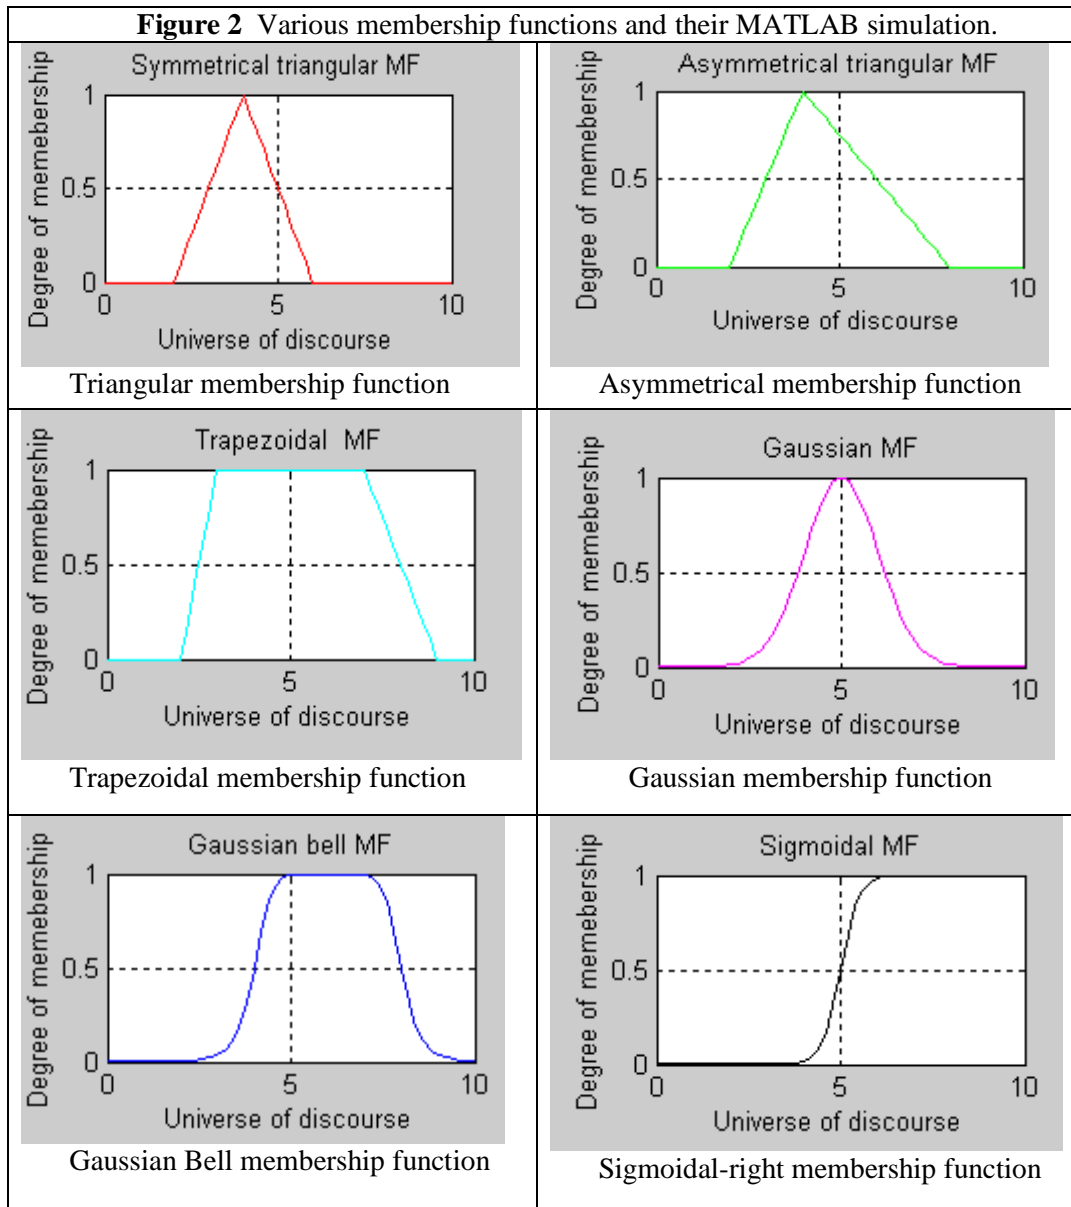 Figure 2 Various membership functions and their MATLAB simulation.
Symmetrical triangular MF
Degree of memebership
1
0.5
0
0
5
10
Universe of discourse
Triangular membership function
Asymmetrical triangular MF
Degree of memebership
1
0.5
0
0
5
10
Universe of discourse
Asymmetrical membership function
Trapezoidal MF
Degree of memebership
1
0.5
0
0
5
10
Universe of discourse
Trapezoidal membership function
Gaussian MF
Degree of memebership
1
0.5
0
0
5
10
Universe of discourse
Gaussian membership function
Gaussian bell MF
Degree of memebership
1
0.5
0
0
5
10
Universe of discourse
Gaussian Bell membership function
Sigmoidal MF
Degree of memebership
1
0.5
0
0
5
10
Universe of discourse
Sigmoidal-right membership function